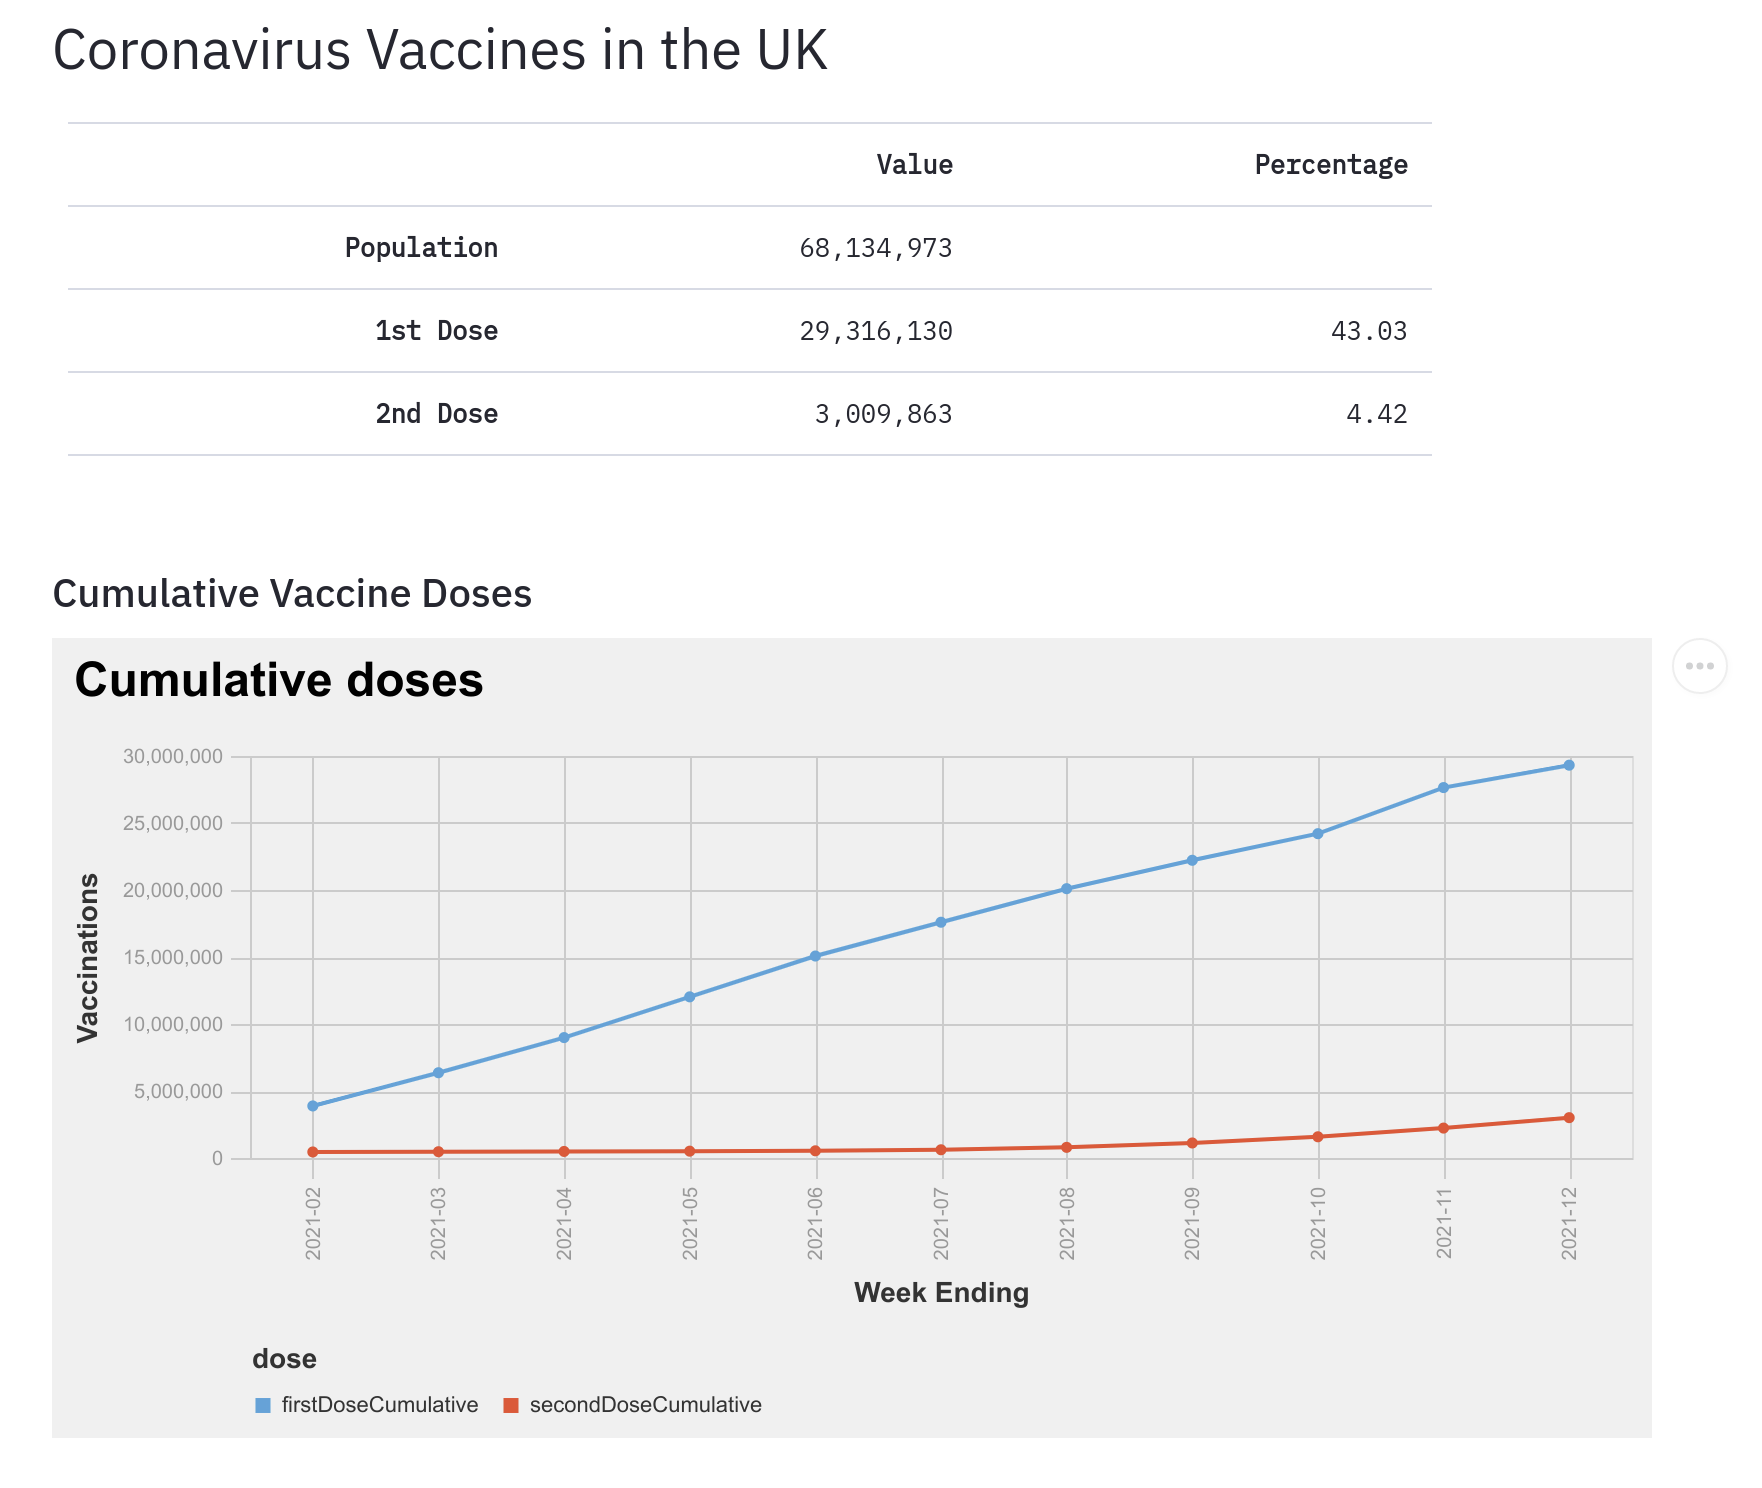 Coronavirus Vaccines in the UK
Value Percentage
Population 68,134,973
1st Dose 29,316,130 43.03
2nd Dose 3,009,863 4.42
Cumulative Vaccine Doses
Cumulative doses
30,000,000
25,000,000
20,000,000
15,000,000
10,000,000
5,000,000
0
Vaccinations
2021-02 2021-03 2021-04 2021-05 2021-06 2021-07 2021-08 2021-09 2021-10 2021-11 2021-12
Week Ending
dose
firstDoseCumulative secondDoseCumulative